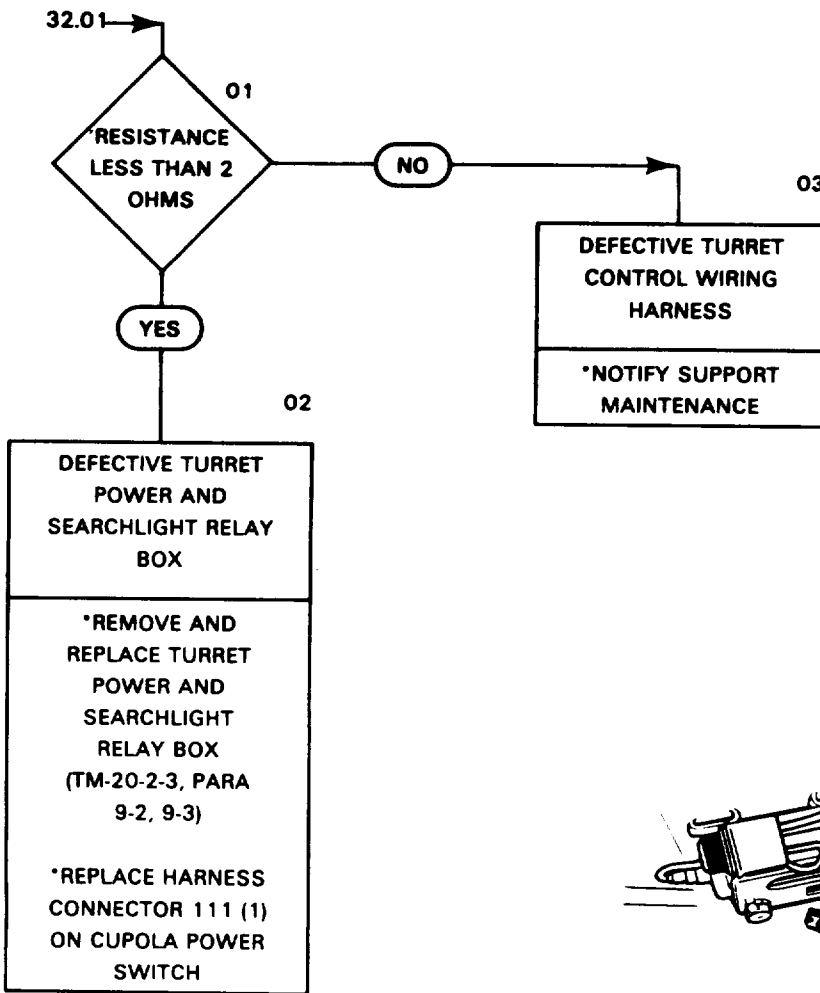 32.01
01
*RESISTANCE
LESS THAN 2
OHMS
NO
YES
03
DEFECTIVE TURRET
CONTROL WIRING
HARNESS
*NOTIFY SUPPORT
MAINTENANCE
02
DEFECTIVE TURRET
POWER AND
SEARCHLIGHT RELAY
BOX
*REMOVE AND
REPLACE TURRET
POWER AND
SEARCHLIGHT
RELAY BOX
(TM-20-2-3, PARA
9-2, 9-3)
*REPLACE HARNESS
CONNECTOR 111 (1)
ON CUPOLA POWER
SWITCH